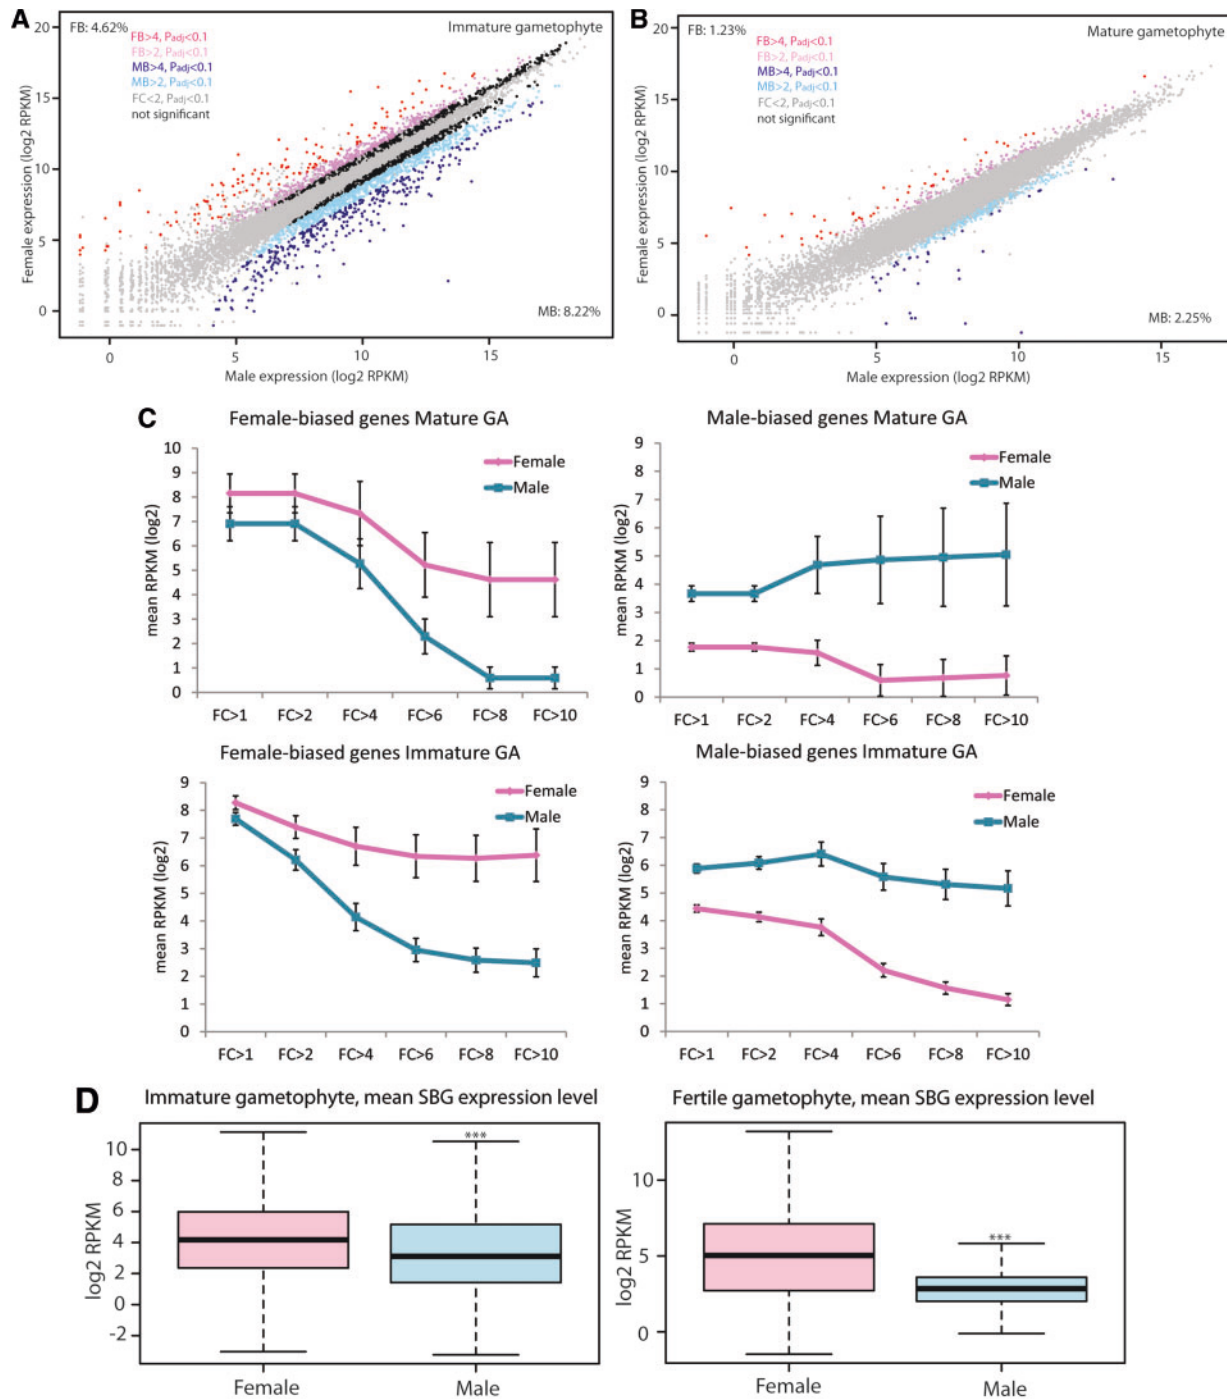 A
FB: 4.62%
Immature gametophyte
FB>4, Padj<0.1
FB>2, Padj<0.1
MB>4, Padj<0.1
MB>2, Padj<0.1
FC<2, Padj<0.1
not significant
MB: 8.22%
Female expression (log2 RPKM)
20
15
10
5
0
0 5 10 15
Male expression (log2 RPKM)
B
FB: 1.23%
Mature gametophyte
FB>4, Padj<0.1
FB>2, Padj<0.1
MB>4, Padj<0.1
MB>2, Padj<0.1
FC<2, Padj<0.1
not significant
MB: 2.25%
Female expression (log2 RPKM)
20
15
10
5
0
0 5 10 15
Male expression (log2 RPKM)
C
Female-biased genes Mature GA
Female
Male
mean RPKM (log2)
10
9
8
7
6
5
4
3
2
1
0
FC>1 FC>2 FC>4 FC>6 FC>8 FC>10
Male-biased genes Mature GA
Female
Male
mean RPKM (log2)
9
8
7
6
5
4
3
2
1
0
FC>1 FC>2 FC>4 FC>6 FC>8 FC>10
Female-biased genes Immature GA
Female
Male
mean RPKM (log2)
9
8
7
6
5
4
3
2
1
0
FC>1 FC>2 FC>4 FC>6 FC>8 FC>10
Male-biased genes Immature GA
Female
Male
mean RPKM (log2)
9
8
7
6
5
4
3
2
1
0
FC>1 FC>2 FC>4 FC>6 FC>8 FC>10
D
Immature gametophyte, mean SBG expression level
***
log2 RPKM
10
8
6
4
2
0
-2
Female Male
Fertile gametophyte, mean SBG expression level
***
log2 RPKM
10
5
0
Female Male